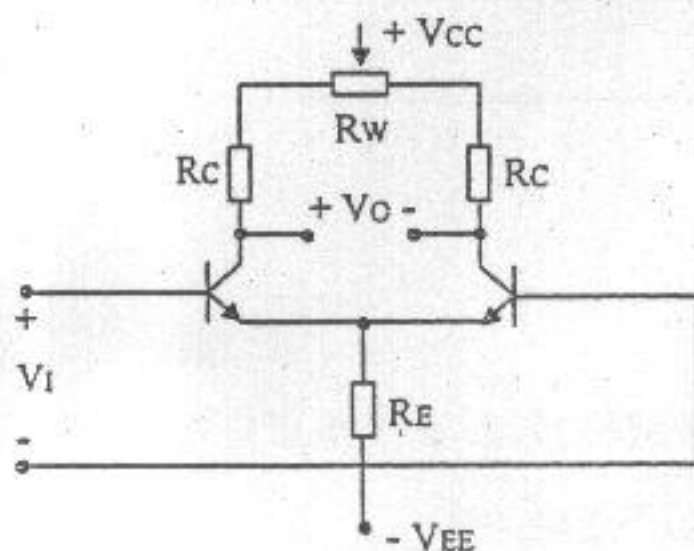 + VCC
RW
RC
RC
+ VO -
+
VI
-
RE
- VEE